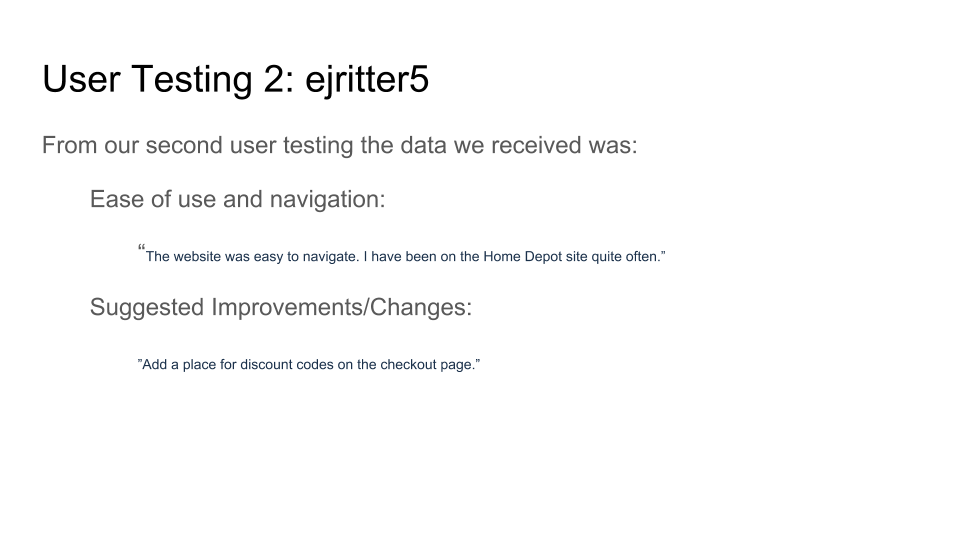 User Testing 2: ejritter5
From our second user testing the data we received was:
Ease of use and navigation:
“The website was easy to navigate. I have been on the Home Depot site quite often.”
Suggested Improvements/Changes:
”Add a place for discount codes on the checkout page.”